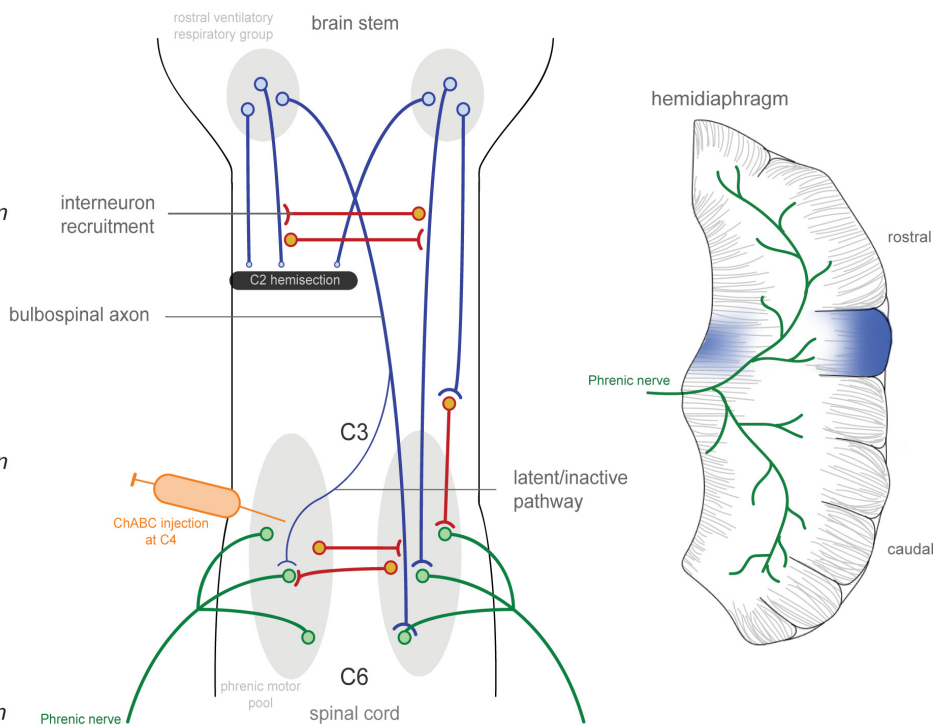 rostral ventilatory
respiratory group
brain stem
hemidiaphragm
n
interneuron
recruitment
rostral
C2 hemisection
bulbospinal axon
Phrenic nerve
C3
n
latent/inactive
pathway
ChABC injection
at C4
caudal
C6
phrenic motor
pool
spinal cord
n
Phrenic nerve